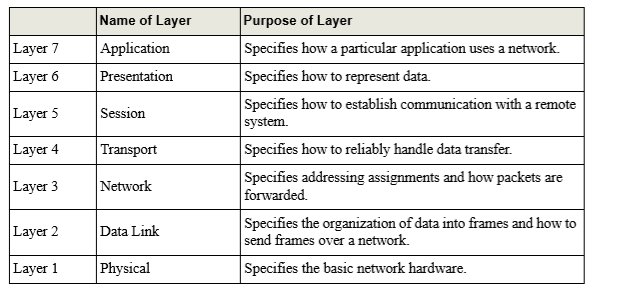 Name of Layer Purpose of Layer
Layer 7 Application Specifies how a particular application uses a network.
Layer 6 Presentation Specifies how to represent data.
Layer 5 Session Specifies how to establish communication with a remote
system.
Layer 4 Transport Specifies how to reliably handle data transfer.
Layer 3 Network Specifies addressing assignments and how packets are
forwarded.
Layer 2 Data Link Specifies the organization of data into frames and how to
send frames over a network.
Layer 1 Physical Specifies the basic network hardware.